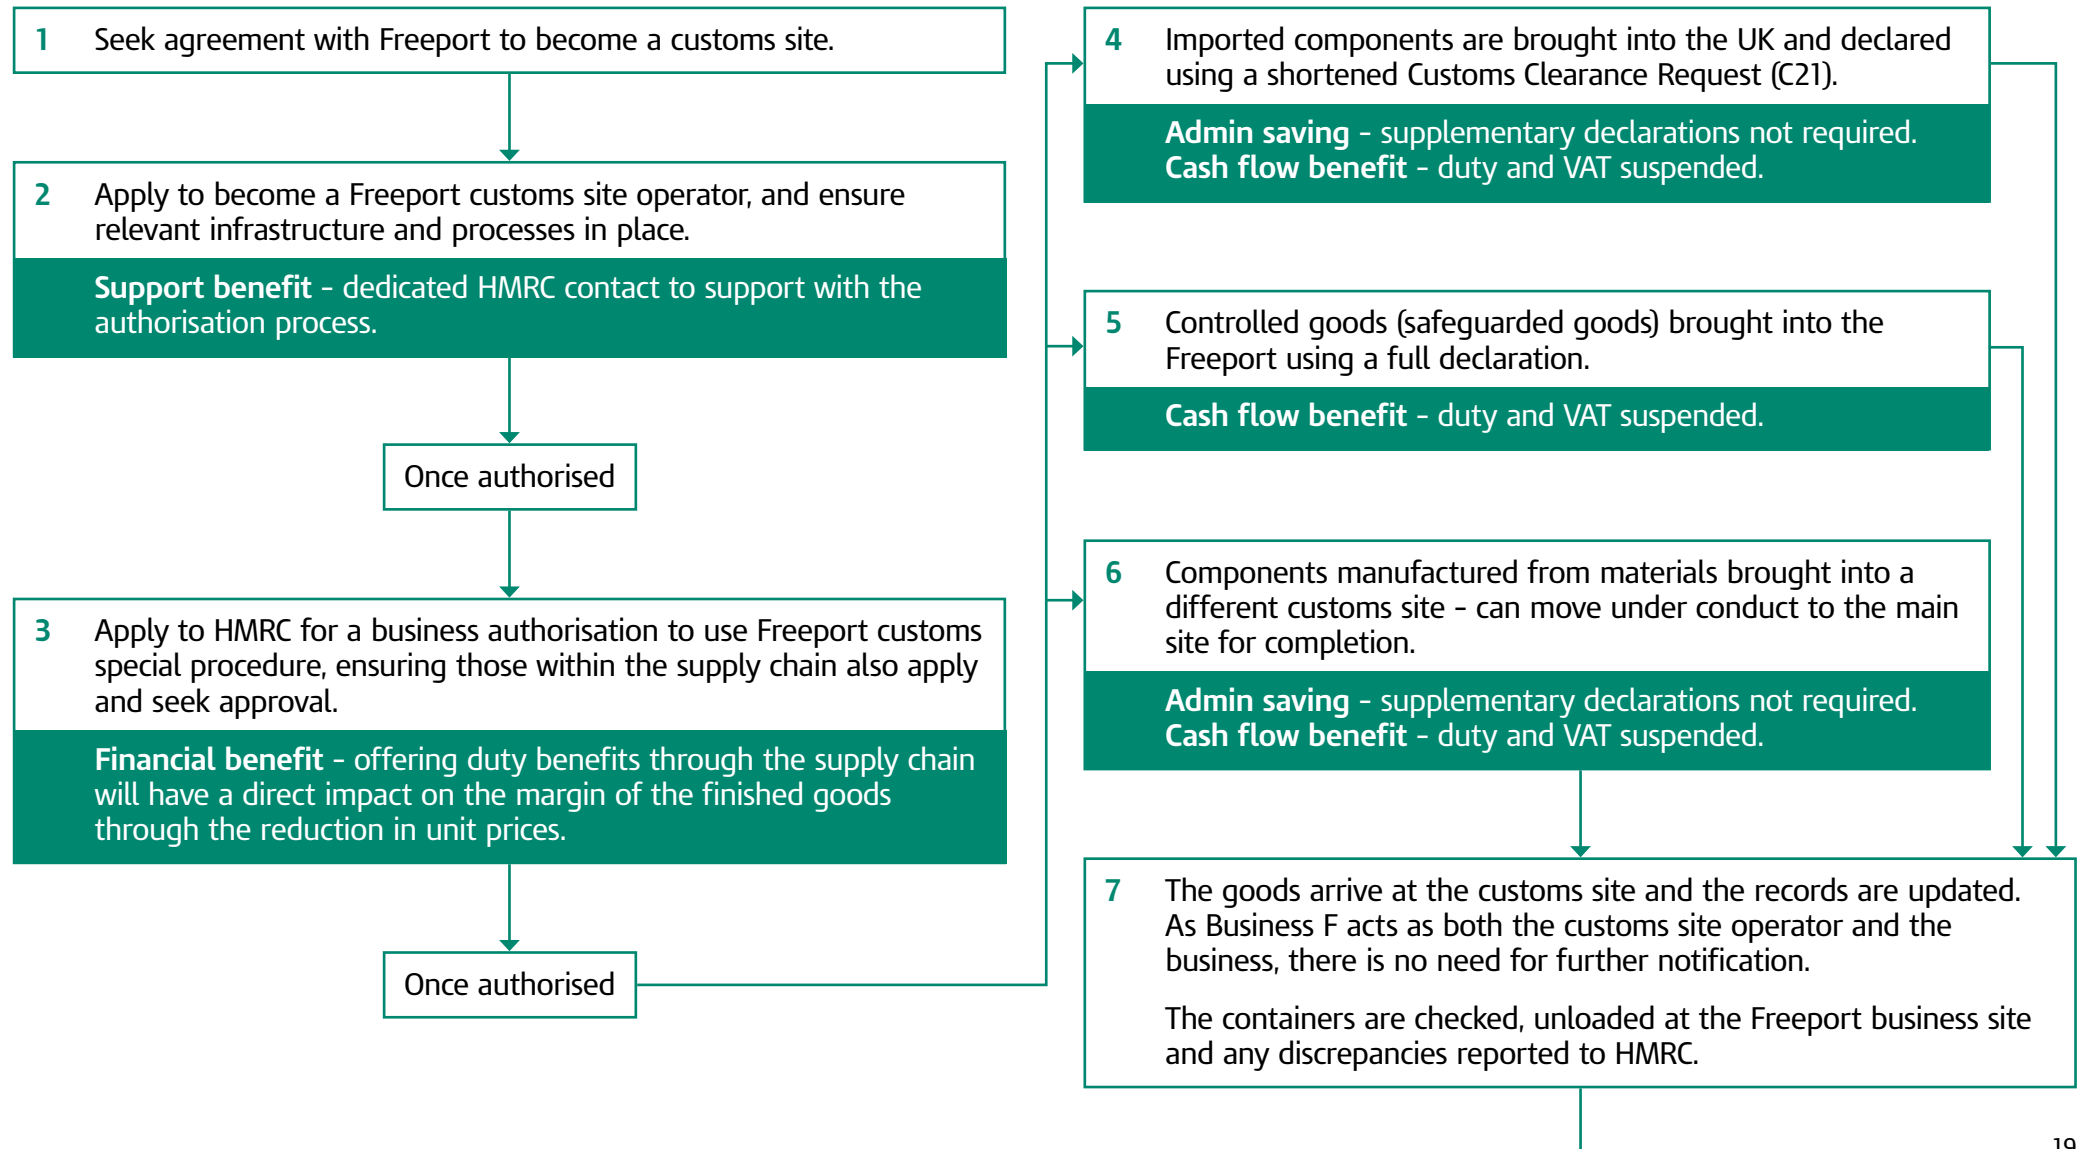 1 Seek agreement with Freeport to become a customs site.
2 Apply to become a Freeport customs site operator, and ensure
relevant infrastructure and processes in place.
Support benefit – dedicated HMRC contact to support with the
authorisation process.
Once authorised
3 Apply to HMRC for a business authorisation to use Freeport customs
special procedure, ensuring those within the supply chain also apply
and seek approval.
Financial benefit – offering duty benefits through the supply chain
will have a direct impact on the margin of the finished goods
through the reduction in unit prices.
Once authorised
4 Imported components are brought into the UK and declared
using a shortened Customs Clearance Request (C21).
Admin saving – supplementary declarations not required.
Cash flow benefit – duty and VAT suspended.
5 Controlled goods (safeguarded goods) brought into the
Freeport using a full declaration.
Cash flow benefit – duty and VAT suspended.
6 Components manufactured from materials brought into a
different customs site – can move under conduct to the main
site for completion.
Admin saving – supplementary declarations not required.
Cash flow benefit – duty and VAT suspended.
7 The goods arrive at the customs site and the records are updated.
As Business F acts as both the customs site operator and the
business, there is no need for further notification.
The containers are checked, unloaded at the Freeport business site
and any discrepancies reported to HMRC.
19